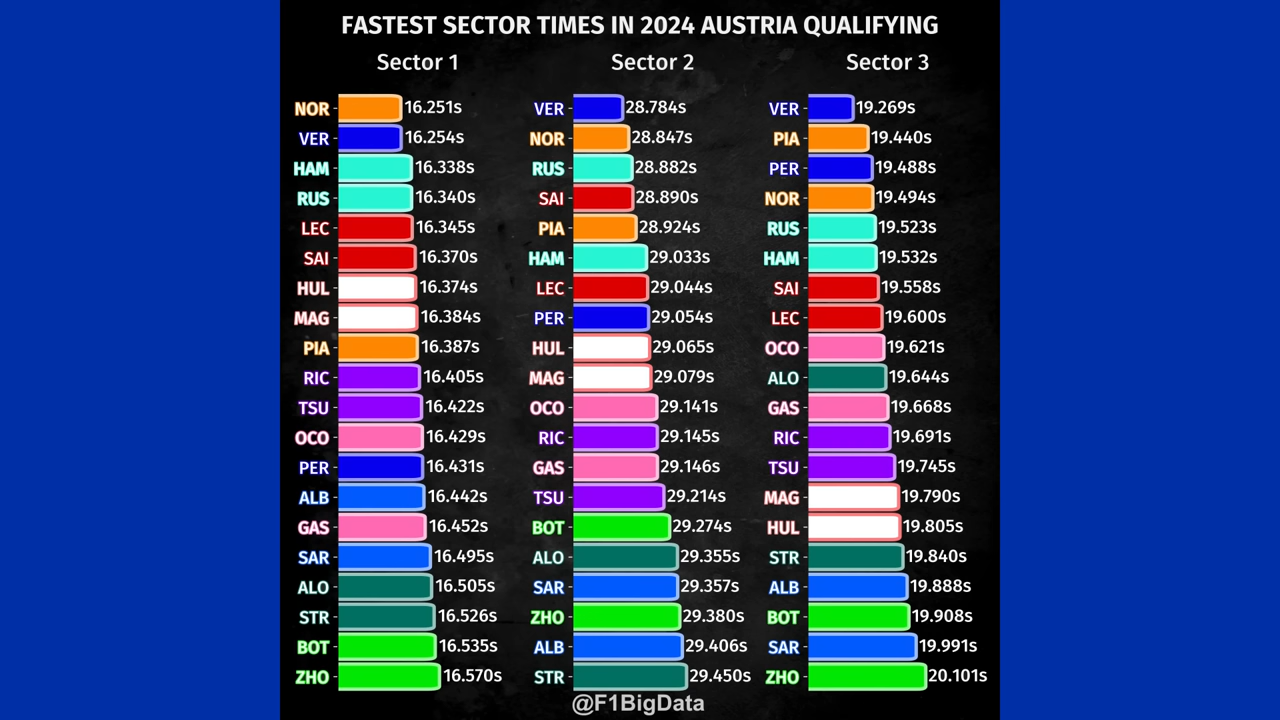 FASTEST SECTOR TIMES IN 2024 AUSTRIA QUALIFYING
Sector 1
NOR 16.251s
VER 16.254s
HAM 16.338s
RUS 16.340s
LEC 16.345s
SAI 16.370s
HUL 16.374s
MAG 16.384s
PIA 16.387s
RIC 16.405s
TSU 16.422s
OCO 16.429s
PER 16.431s
ALB 16.442s
GAS 16.452s
SAR 16.495s
ALO 16.505s
STR 16.526s
BOT 16.535s
ZHO 16.570s
Sector 2
VER 28.784s
NOR 28.847s
RUS 28.882s
SAI 28.890s
PIA 28.924s
HAM 29.033s
LEC 29.044s
PER 29.054s
HUL 29.065s
MAG 29.079s
OCO 29.141s
RIC 29.145s
GAS 29.146s
TSU 29.214s
BOT 29.274s
ALO 29.355s
SAR 29.357s
ZHO 29.380s
ALB 29.406s
STR 29.450s
Sector 3
VER 19.269s
PIA 19.440s
PER 19.488s
NOR 19.494s
RUS 19.523s
HAM 19.532s
SAI 19.558s
LEC 19.600s
OCO 19.621s
ALO 19.644s
GAS 19.668s
RIC 19.691s
TSU 19.745s
MAG 19.790s
HUL 19.805s
STR 19.840s
ALB 19.888s
BOT 19.908s
SAR 19.991s
ZHO 20.101s
@F1BigData